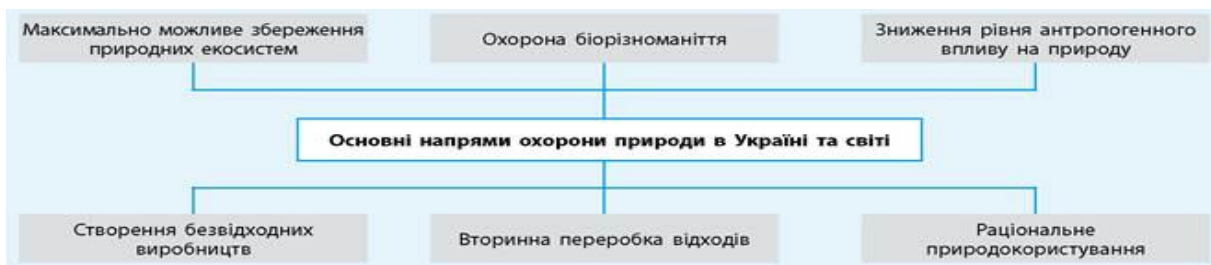 Максимально можливе збереження
природних екосистем
Охорона біорізноманіття
Зниження рівня антропогенного
впливу на природу
Основні напрями охорони природи в Україні та світі
Створення безвідходних
виробництв
Вторинна переробка відходів
Раціональне
природокористування